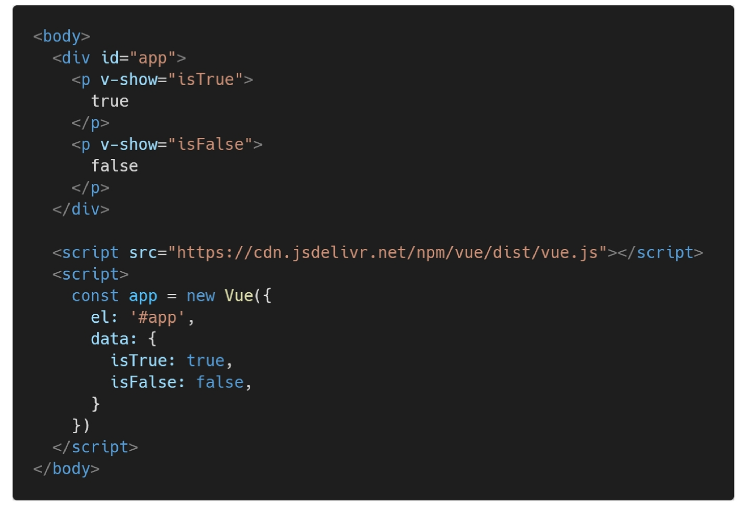 <body>
  <div id="app">
    <p v-show="isTrue">
      true
    </p>
    <p v-show="isFalse">
      false
    </p>
  </div>

  <script src="https://cdn.jsdelivr.net/npm/vue/dist/vue.js"></script>
  <script>
    const app = new Vue({
      el: '#app',
      data: {
        isTrue: true,
        isFalse: false,
      }
    })
  </script>
</body>